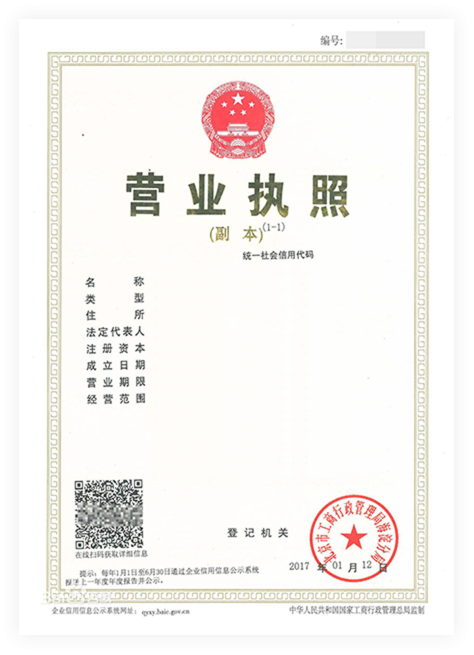 编号:
营业执照
(副 本)(1-1)
统一社会信用代码
名 称
类 型
住 所
法定代表人
注册资本
成立日期
营业期限
经营范围
在线扫码获取详细信息
登记机关
北京市工商行政管理局海淀分局
2017 年 01 月 12 日
提示: 每年1月1日至6月30日通过企业信用信息公示系统
报送上一年度年度报告并公示。
企业信用信息公示系统网址: qyxy.baic.gov.cn
中华人民共和国国家工商行政管理总局监制